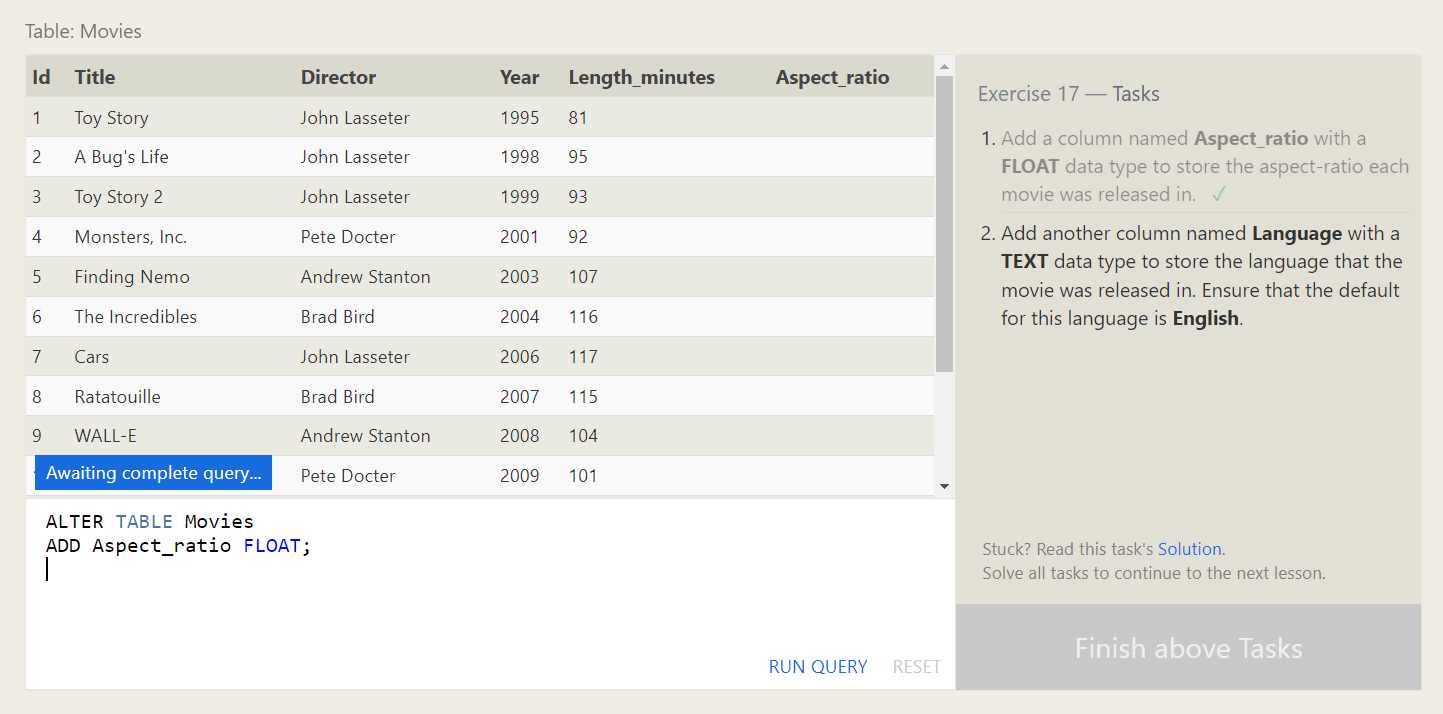 Table: Movies
Id Title Director Year Length_minutes Aspect_ratio
1 Toy Story John Lasseter 1995 81
2 A Bug's Life John Lasseter 1998 95
3 Toy Story 2 John Lasseter 1999 93
4 Monsters, Inc. Pete Docter 2001 92
5 Finding Nemo Andrew Stanton 2003 107
6 The Incredibles Brad Bird 2004 116
7 Cars John Lasseter 2006 117
8 Ratatouille Brad Bird 2007 115
9 WALL-E Andrew Stanton 2008 104
Awaiting complete query... Pete Docter 2009 101
ALTER TABLE Movies
ADD Aspect_ratio FLOAT;
RUN QUERY RESET
Exercise 17 — Tasks
1. Add a column named Aspect_ratio with a
FLOAT data type to store the aspect-ratio each
movie was released in. ✓
2. Add another column named Language with a
TEXT data type to store the language that the
movie was released in. Ensure that the default
for this language is English.
Stuck? Read this task's Solution.
Solve all tasks to continue to the next lesson.
Finish above Tasks